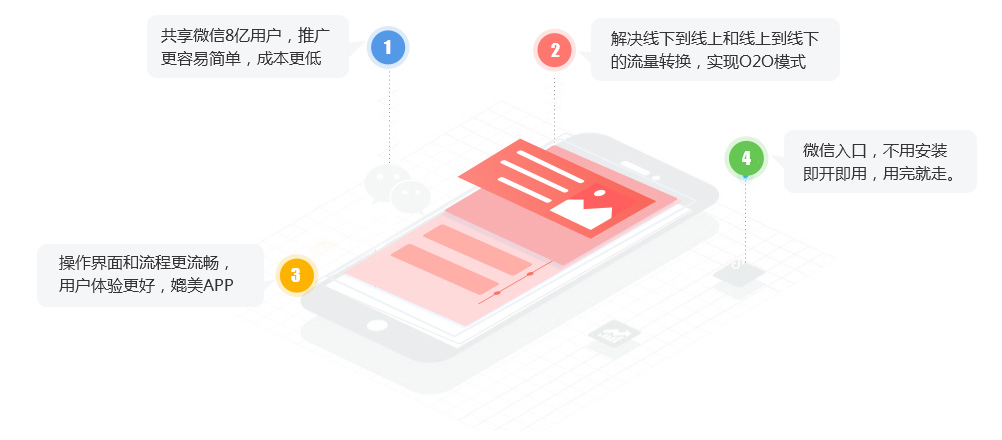 共享微信8亿用户，推广
更容易简单，成本更低
1
2
解决线下到线上和线上到线下
的流量转换，实现O2O模式
4
微信入口，不用安装
即开即用，用完就走。
操作界面和流程更流畅，
用户体验更好，媲美APP
3